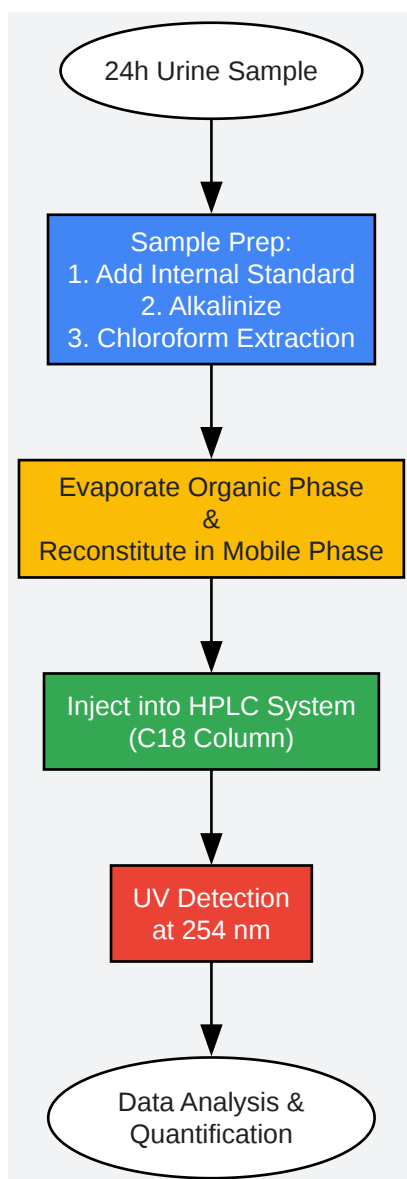 24h Urine Sample
Sample Prep:
1. Add Internal Standard
2. Alkalinize
3. Chloroform Extraction
Evaporate Organic Phase
&
Reconstitute in Mobile Phase
Inject into HPLC System
(C18 Column)
UV Detection
at 254 nm
Data Analysis &
Quantification